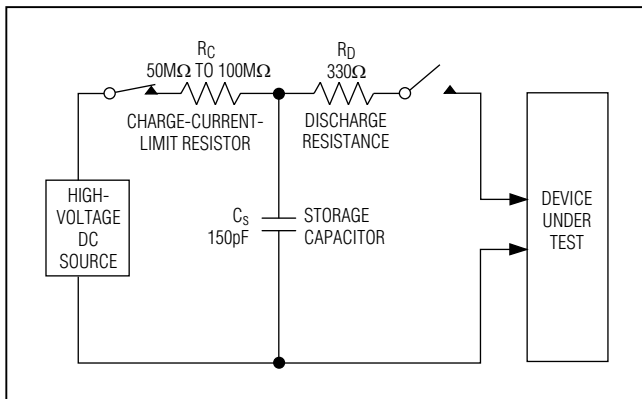 R_C
50MΩ TO 100MΩ
CHARGE-CURRENT-
LIMIT RESISTOR
R_D
330Ω
DISCHARGE
RESISTANCE
HIGH-
VOLTAGE
DC
SOURCE
C_s
150pF
STORAGE
CAPACITOR
DEVICE
UNDER
TEST